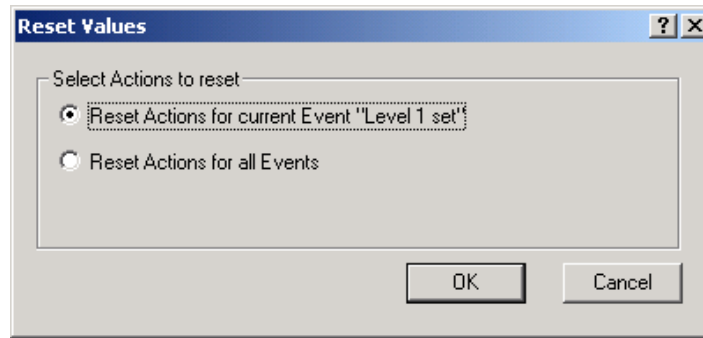 Reset Values
Select Actions to reset
Reset Actions for current Event "Level 1 set"
Reset Actions for all Events
OK Cancel